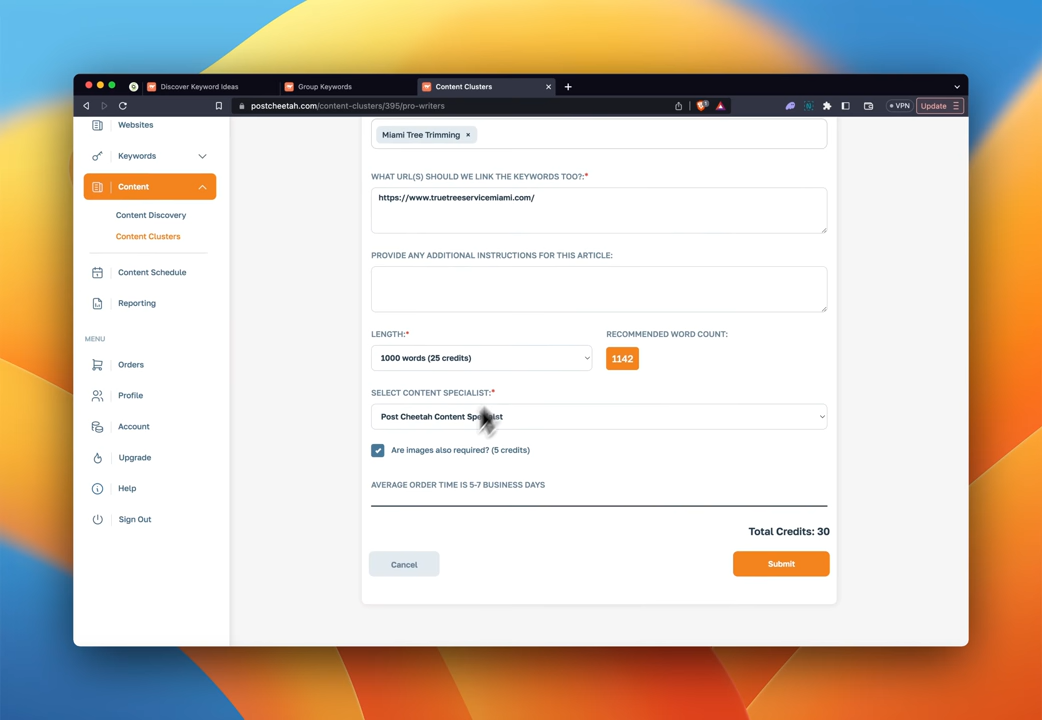 Discover Keyword Ideas
Group Keywords
Content Clusters
postcheetah.com/content-clusters/395/pro-writers
VPN
Update
Websites
Keywords
Content
Content Discovery
Content Clusters
Content Schedule
Reporting
MENU
Orders
Profile
Account
Upgrade
Help
Sign Out
Miami Tree Trimming ×
WHAT URL(S) SHOULD WE LINK THE KEYWORDS TOO?:*
https://www.truetreeservicemiami.com/
PROVIDE ANY ADDITIONAL INSTRUCTIONS FOR THIS ARTICLE:
LENGTH:*
1000 words (25 credits)
RECOMMENDED WORD COUNT:
1142
SELECT CONTENT SPECIALIST:*
Post Cheetah Content Specialist
Are images also required? (5 credits)
AVERAGE ORDER TIME IS 5-7 BUSINESS DAYS
Total Credits: 30
Cancel
Submit